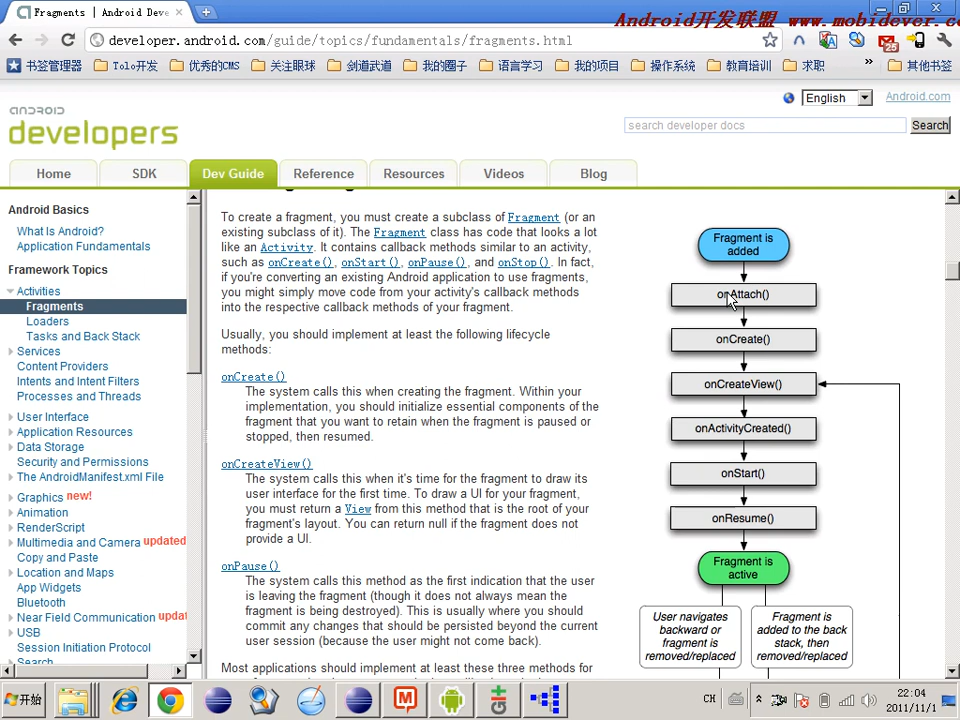 Fragments | Android Deve
Android开发联盟 www.mobidever.c
developer.android.com/guide/topics/fundamentals/fragments.html
25
书签管理器 Tolo开发 优秀的CMS 关注眼球 剑道武道 我的圈子 语言学习 我的项目 操作系统 教育培训 求职 » 其他书签
English Android.com
android
developers
search developer docs Search
Home SDK Dev Guide Reference Resources Videos Blog
Android Basics
What Is Android?
Application Fundamentals
Framework Topics
Activities
Fragments
Loaders
Tasks and Back Stack
Services
Content Providers
Intents and Intent Filters
Processes and Threads
User Interface
Application Resources
Data Storage
Security and Permissions
The AndroidManifest.xml File
Graphics new!
Animation
RenderScript
Multimedia and Camera updated
Copy and Paste
Location and Maps
App Widgets
Bluetooth
Near Field Communication updat
USB
Session Initiation Protocol
Search
To create a fragment, you must create a subclass of Fragment (or an
existing subclass of it). The Fragment class has code that looks a lot
like an Activity. It contains callback methods similar to an activity,
such as onCreate(), onStart(), onPause(), and onStop(). In fact,
if you're converting an existing Android application to use fragments,
you might simply move code from your activity's callback methods
into the respective callback methods of your fragment.
Usually, you should implement at least the following lifecycle
methods:
onCreate()
The system calls this when creating the fragment. Within your
implementation, you should initialize essential components of the
fragment that you want to retain when the fragment is paused or
stopped, then resumed.
onCreateView()
The system calls this when it's time for the fragment to draw its
user interface for the first time. To draw a UI for your fragment,
you must return a View from this method that is the root of your
fragment's layout. You can return null if the fragment does not
provide a UI.
onPause()
The system calls this method as the first indication that the user
is leaving the fragment (though it does not always mean the
fragment is being destroyed). This is usually where you should
commit any changes that should be persisted beyond the current
user session (because the user might not come back).
Most applications should implement at least these three methods for
Fragment is
added
onAttach()
onCreate()
onCreateView()
onActivityCreated()
onStart()
onResume()
Fragment is
active
User navigates
backward or
fragment is
removed/replaced
Fragment is
added to the back
stack, then
removed/replaced
开始
CH
22:04
2011/11/1